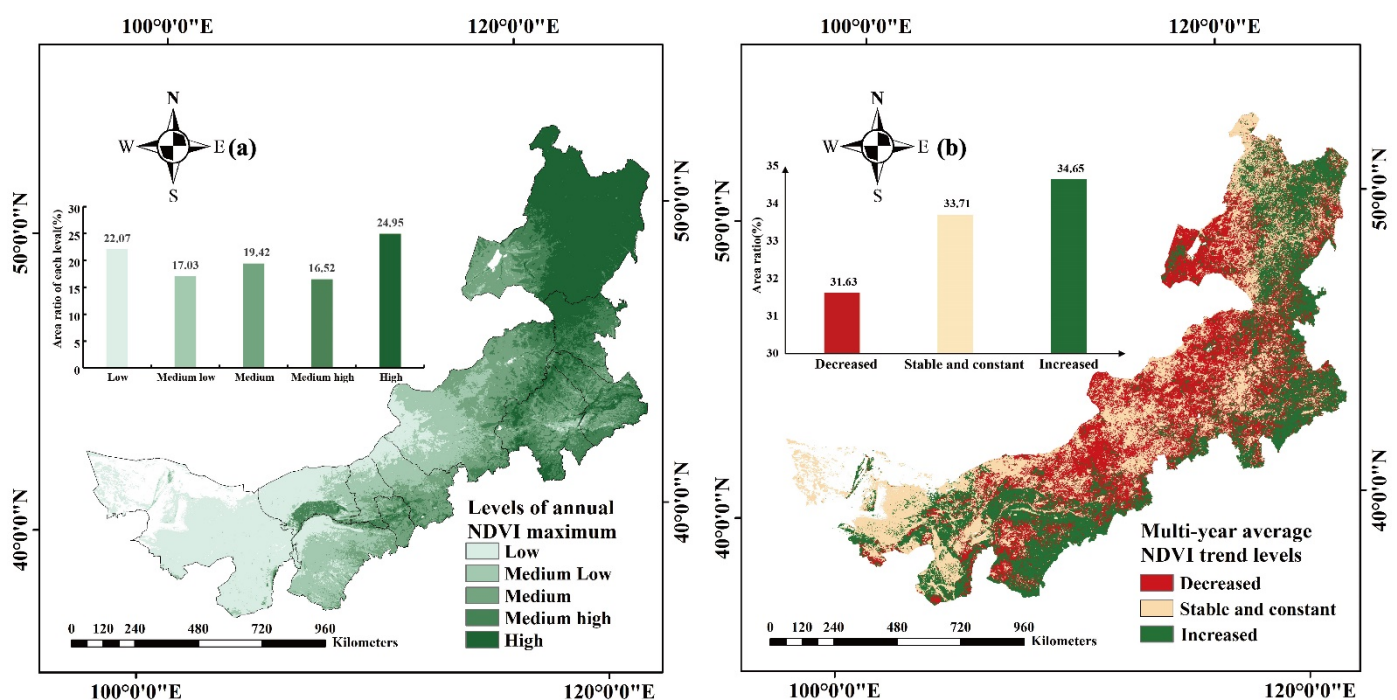 100°0'0"E 120°0'0"E
N
W E (a)
S
50°0'0"N
40°0'0"N
50°0'0"N
40°0'0"N
Area ratio of each level(%)
30
25
20
15
10
5
0
22,07
17.03
19,42
16,52
24,95
Low Medium low Medium Medium high High
Levels of annual
NDVI maximum
Low
Medium Low
Medium
Medium high
High
0 120 240 480 720 960
Kilometers
100°0'0"E 120°0'0"E
100°0'0"E 120°0'0"E
N
W E (b)
S
50°0'0"N
40°0'0"N
50°0'0"N
40°0'0"N
Area ratio(%)
35
34
33
32
31
30
31.63
33,71
34,65
Decreased Stable and constant Increased
Multi-year average
NDVI trend levels
Decreased
Stable and constant
Increased
0 120 240 480 720 960
Kilometers
100°0'0"E 120°0'0"E